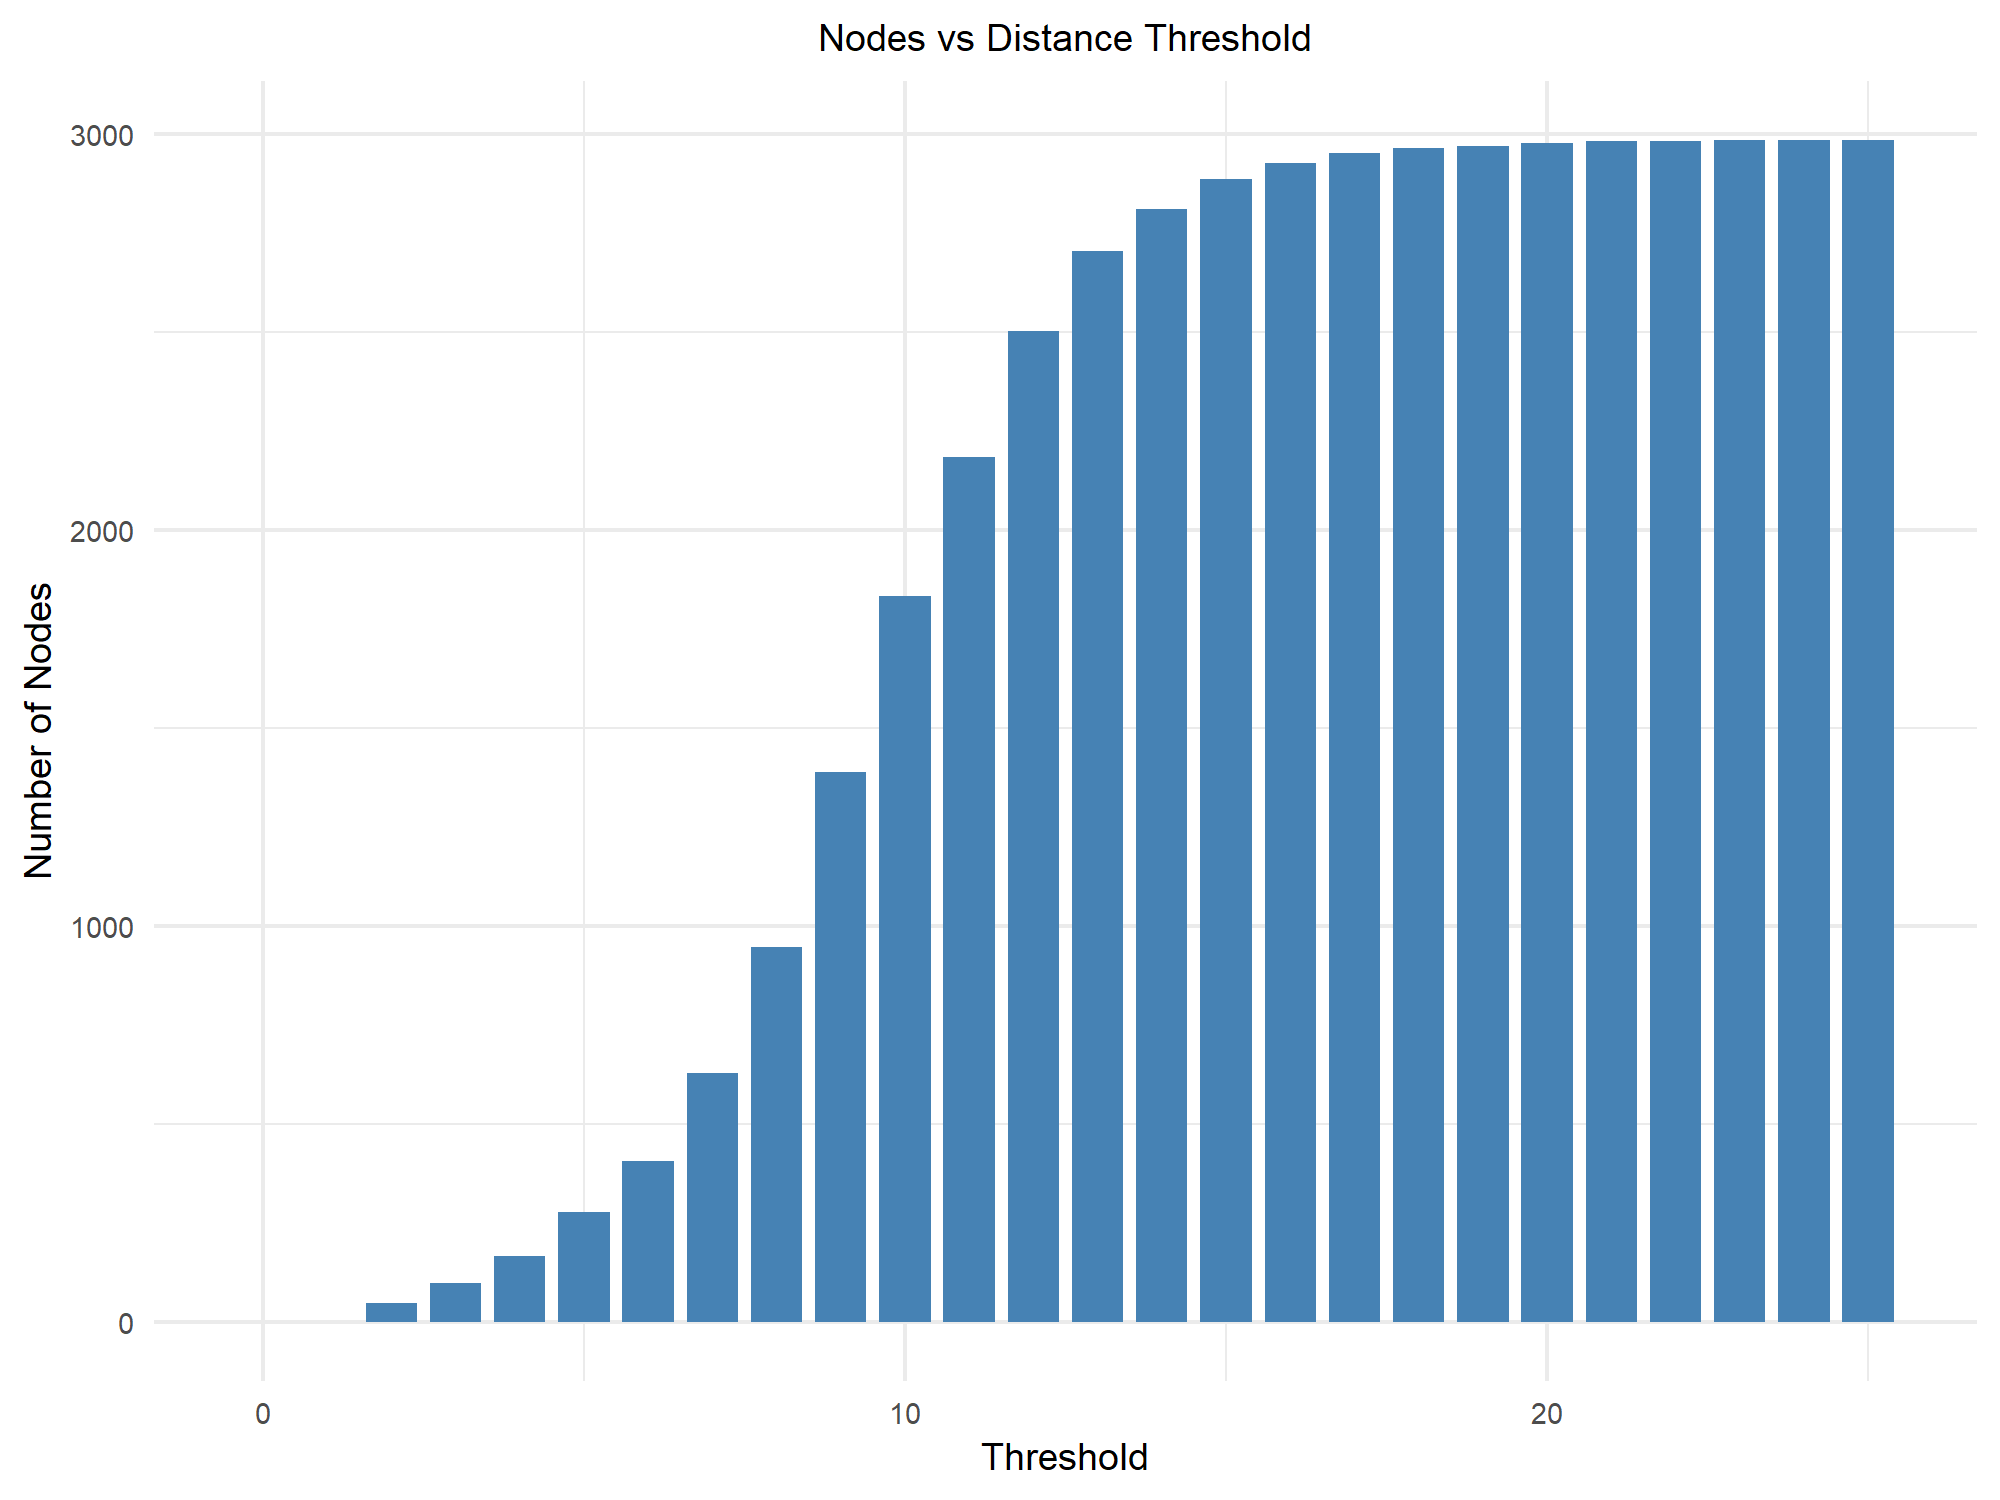 Nodes vs Distance Threshold
3000
2000
1000
0
Number of Nodes
0 10 20
Threshold